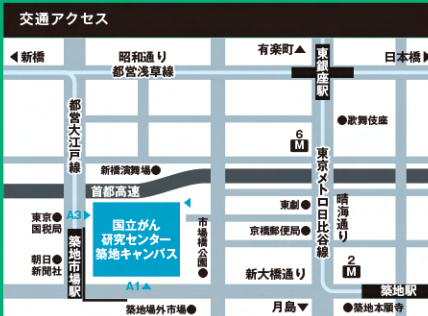 交通アクセス
◀新橋
昭和通り
有楽町▲
日本橋▶
都営浅草線
東銀座駅
都営大江戸線
●歌舞伎座
6
M
新橋演舞場●
東京メトロ日比谷線
首都高速
晴海通り
東劇●
東京●
国税局
A3▶
国立がん
研究センター
築地キャンパス
市場橋公園●
京橋郵便局●
朝日●
新聞社
築地市場駅
新大橋通り
2
M
A1▲
築地駅
築地場外市場●
月島▼
●築地本願寺